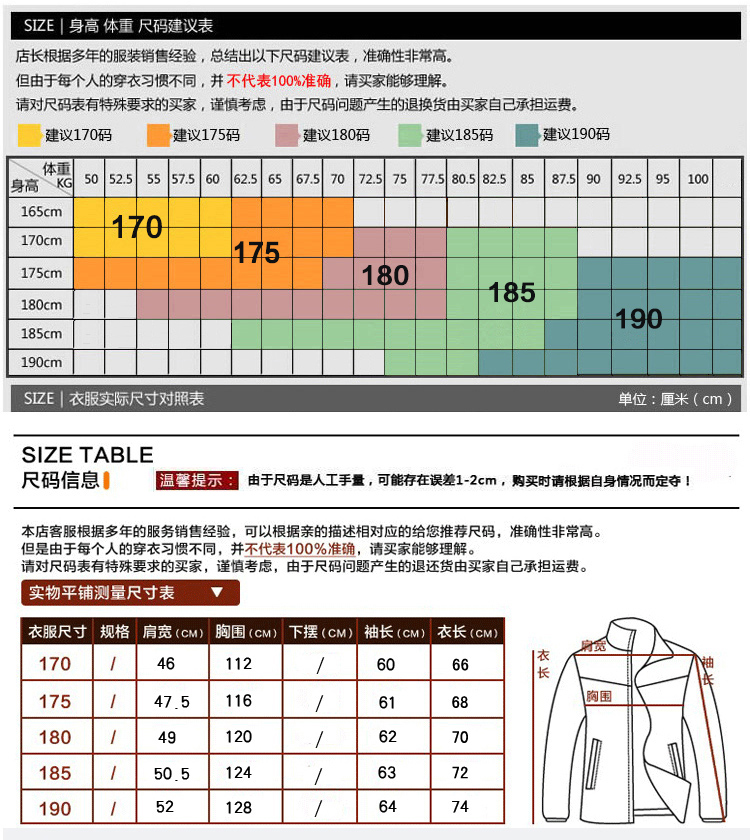 SIZE | 身高 体重 尺码建议表
店长根据多年的服装销售经验，总结出以下尺码建议表，准确性非常高。
但由于每个人的穿衣习惯不同，并 不代表100%准确，请买家能够理解。
请对尺码表有特殊要求的买家，谨慎考虑，由于尺码问题产生的退换货由买家自己承担运费。
建议170码 建议175码 建议180码 建议185码 建议190码
体重 KG 身高 50 52.5 55 57.5 60 62.5 65 67.5 70 72.5 75 77.5 80.5 82.5 85 87.5 90 92.5 95 100
165cm
170cm
175cm
180cm
185cm
190cm
170
175
180
185
190
SIZE | 衣服实际尺寸对照表 单位：厘米（cm）
SIZE TABLE
尺码信息
温馨提示： 由于尺码是人工手量，可能存在误差1-2cm，购买时请根据自身情况而定夺！
本店客服根据多年的服务销售经验，可以根据亲的描述相对应的给您推荐尺码，准确性非常高。
但是由于每个人的穿衣习惯不同，并不代表100%准确，请买家能够理解。
请对尺码表有特殊要求的买家，谨慎考虑，由于尺码问题产生的退还货由买家自己承担运费。
实物平铺测量尺寸表 ▼
衣服尺寸 规格 肩宽(CM) 胸围(CM) 下摆(CM) 袖长(CM) 衣长(CM)
170 / 46 112 / 60 66
175 / 47.5 116 / 61 68
180 / 49 120 / 62 70
185 / 50.5 124 / 63 72
190 / 52 128 / 64 74
肩宽
衣长
袖长
胸围